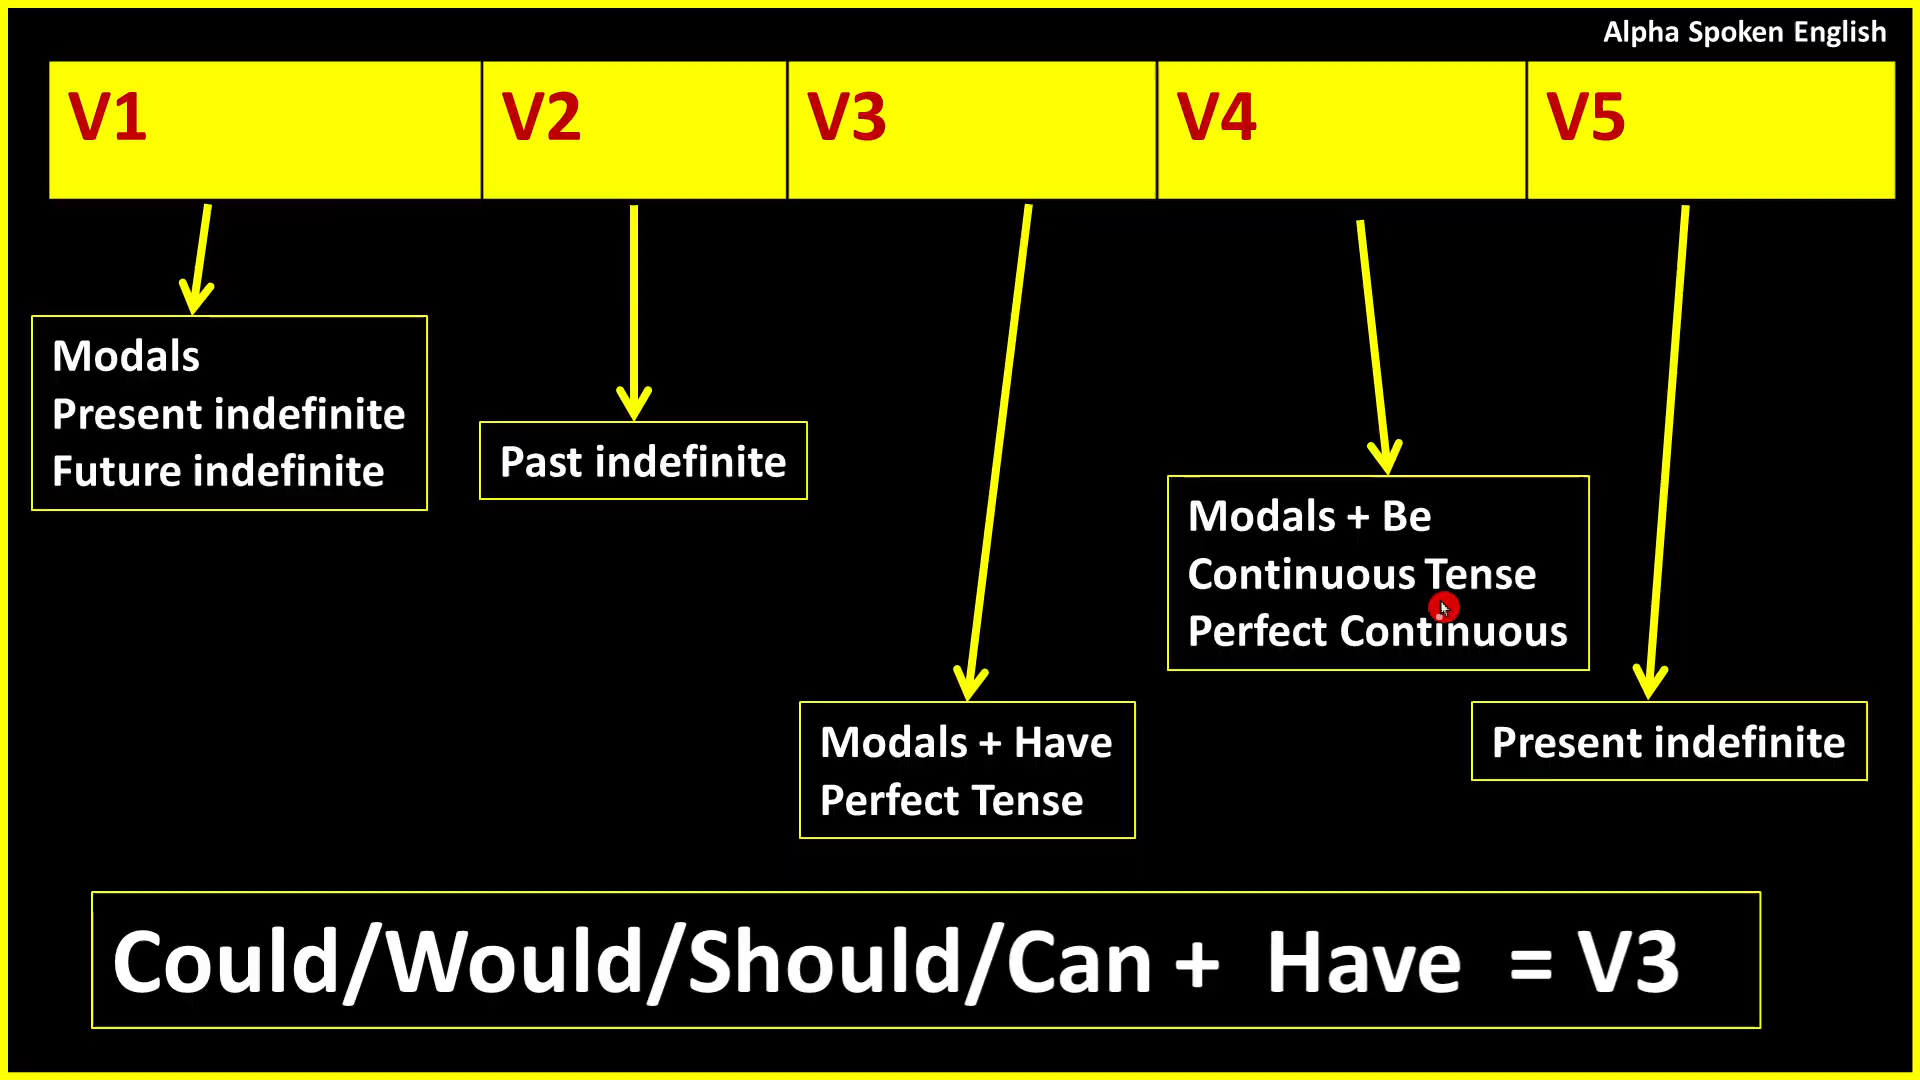 Alpha Spoken English
V1 V2 V3 V4 V5
Modals
Present indefinite
Future indefinite
Past indefinite
Modals + Have
Perfect Tense
Modals + Be
Continuous Tense
Perfect Continuous
Present indefinite
Could/Would/Should/Can + Have = V3